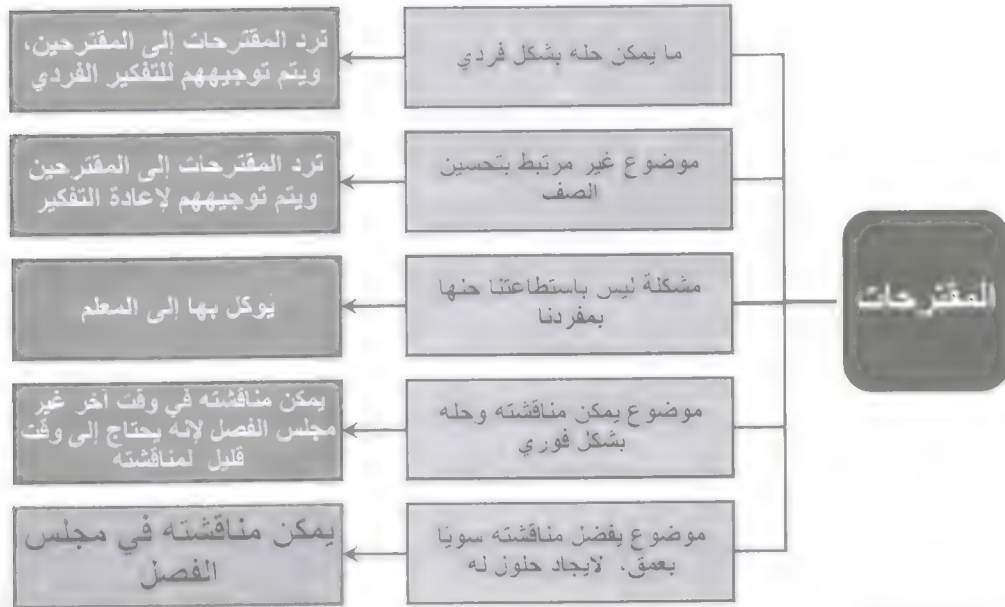 المقترحات
ما يمكن حله بشكل فردي
ترد المقترحات إلى المقترحين،
ويتم توجيههم للتفكير الفردي
موضوع غير مرتبط بتحسين
الصف
ترد المقترحات إلى المقترحين
ويتم توجيههم لإعادة التفكير
مشكلة ليس باستطاعتنا حلها
بمفردنا
يُوكل بها إلى المعلم
موضوع يمكن مناقشته وحله
بشكل فوري
يمكن مناقشته في وقت آخر غير
مجلس الفصل لإنه يحتاج إلى وقت
قليل لمناقشته
موضوع يفضل مناقشته سويًا
بعمق، لايجاد حلول له
يمكن مناقشته في مجلس
الفصل